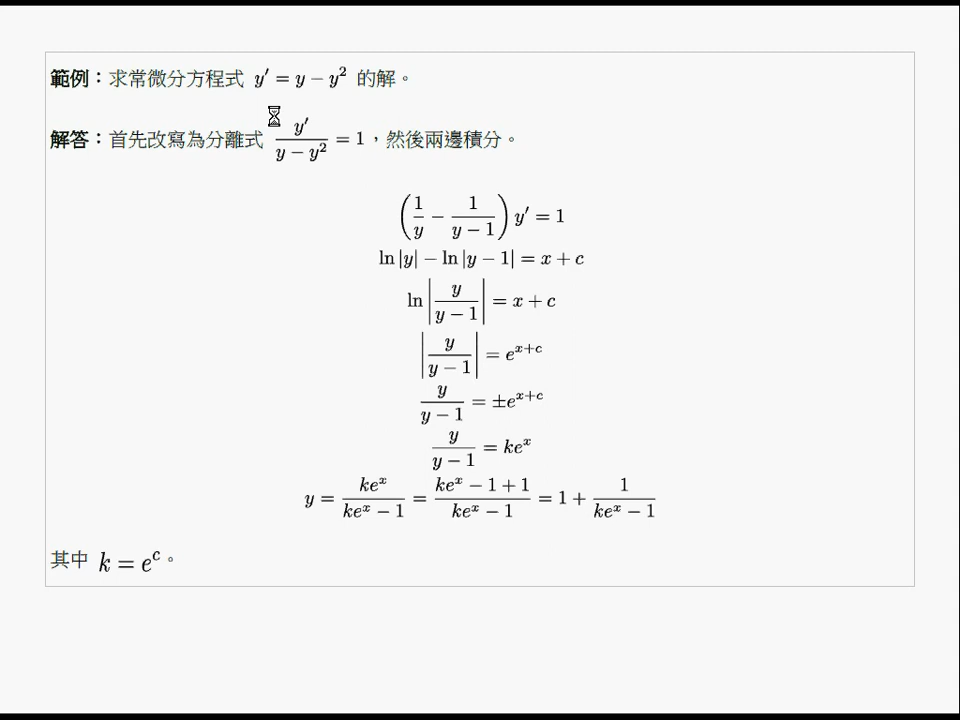 範例：求常微分方程式 y′ = y − y² 的解。
解答：首先改寫為分離式 y′/(y − y²) = 1，然後兩邊積分。
(1/y − 1/(y − 1)) y′ = 1
ln|y| − ln|y − 1| = x + c
ln|y/(y − 1)| = x + c
|y/(y − 1)| = e^{x+c}
y/(y − 1) = ±e^{x+c}
y/(y − 1) = ke^x
y = ke^x/(ke^x − 1) = (ke^x − 1 + 1)/(ke^x − 1) = 1 + 1/(ke^x − 1)
其中 k = e^c。